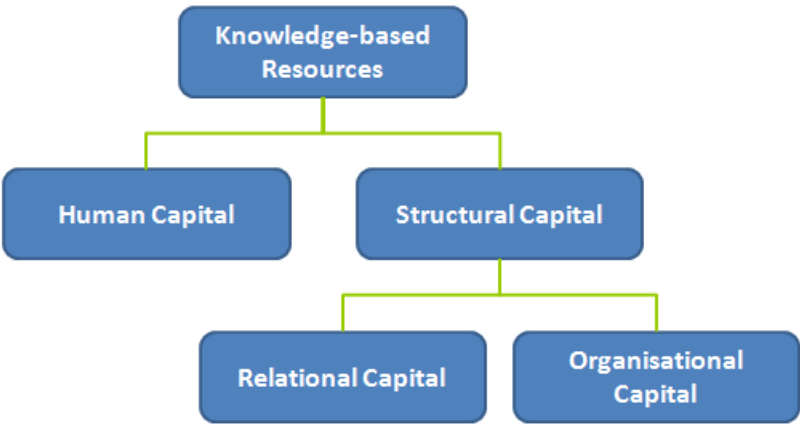 Knowledge-based
Resources
Human Capital
Structural Capital
Relational Capital
Organisational
Capital